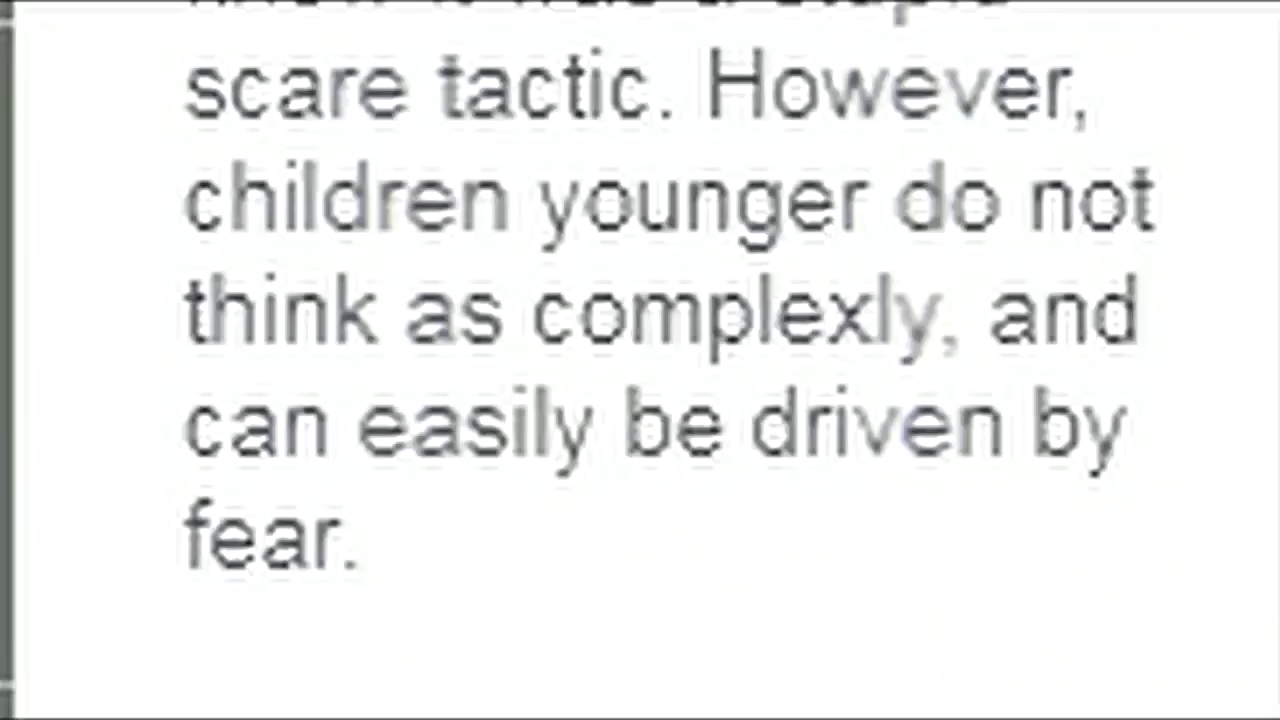 scare tactic. However,
children younger do not
think as complexly, and
can easily be driven by
fear.